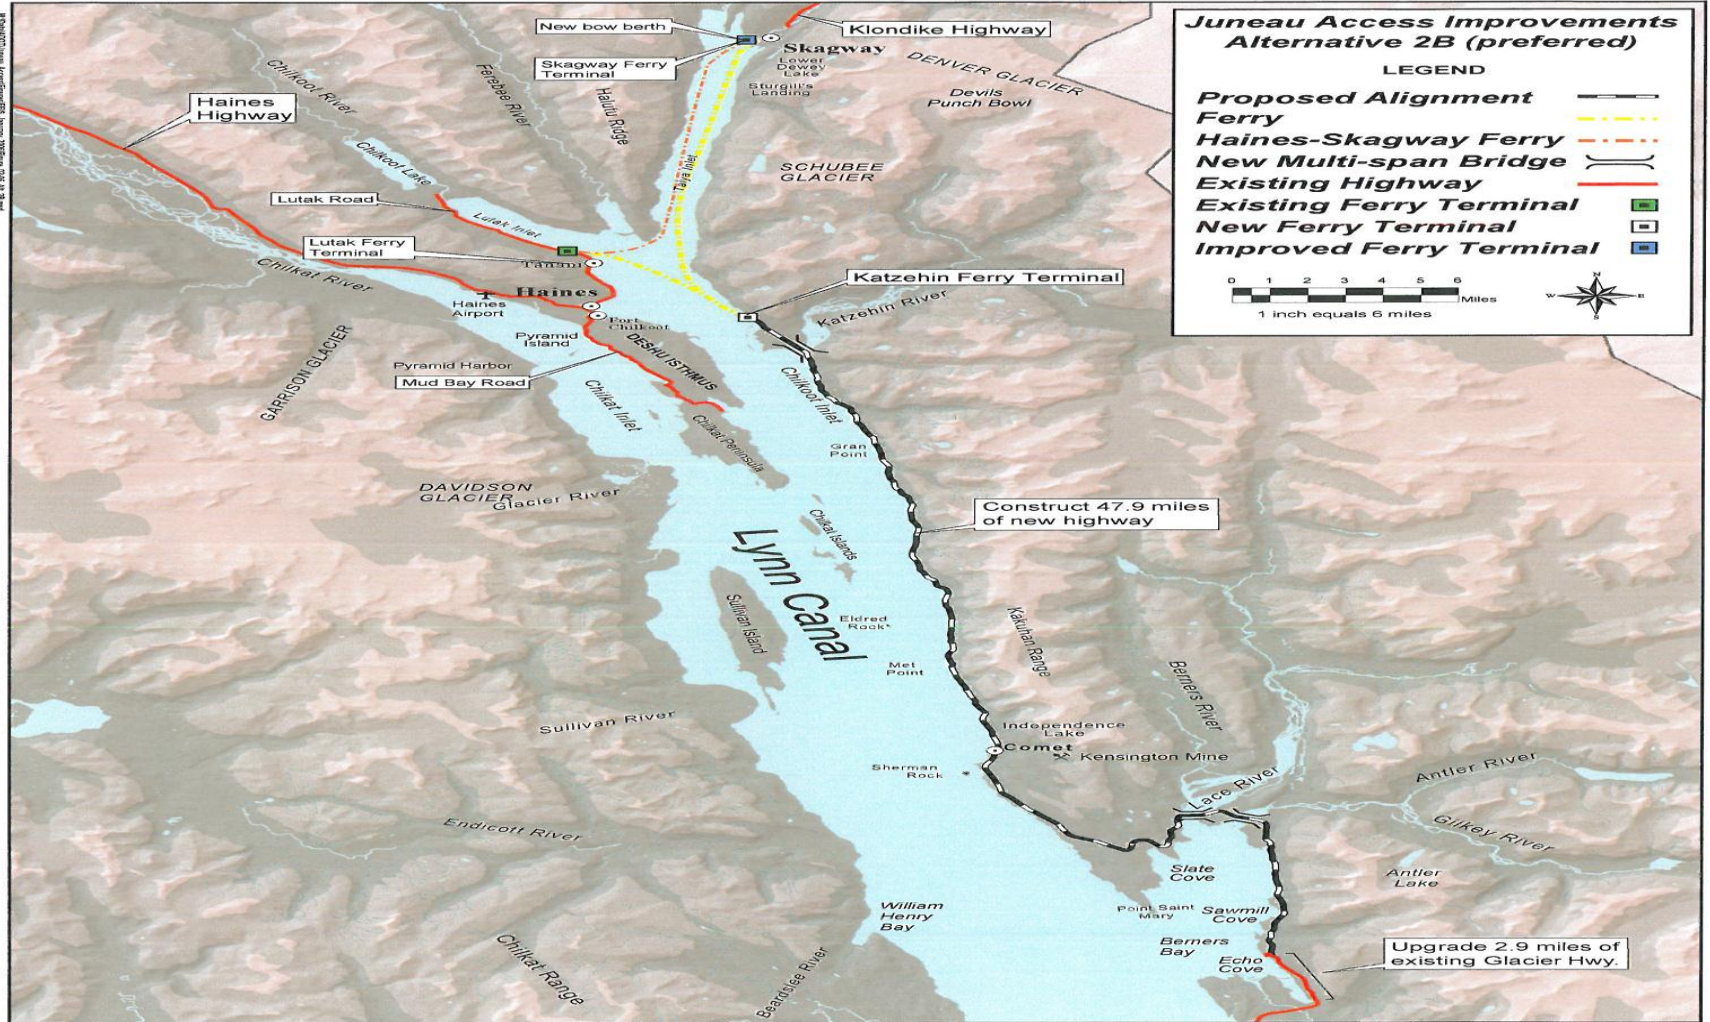 Juneau Access Improvements
Alternative 2B (preferred)
LEGEND
Proposed Alignment
Ferry
Haines-Skagway Ferry
New Multi-span Bridge
Existing Highway
Existing Ferry Terminal
New Ferry Terminal
Improved Ferry Terminal
0 1 2 3 4 5 6
Miles
1 inch equals 6 miles
N
W
E
S
New bow berth
Klondike Highway
Skagway
Skagway Ferry
Terminal
Lower
Dewey
Lake
Sturgill's
Landing
DENVER GLACIER
Devils
Punch Bowl
Chilkoot River
Ferebee River
Halutu Ridge
Haines
Highway
Chilkoot Lake
Taiya Inlet
SCHUBEE
GLACIER
Lutak Road
Lutak Inlet
Lutak Ferry
Terminal
Tanani
Chilkat River
Haines
Haines
Airport
Katzehin Ferry Terminal
Katzehin River
Fort
Chilkoot
Pyramid
Island
DESHU ISTHMUS
GARRISON GLACIER
Pyramid Harbor
Mud Bay Road
Chilkat Inlet
Chilkoot Inlet
Chilkat Peninsula
Gran
Point
DAVIDSON
GLACIER
Glacier River
Construct 47.9 miles
of new highway
Chilkat Islands
Lynn Canal
Sullivan Island
Eldred
Rock
Kakuhan Range
Met
Point
Berners River
Sullivan River
Independence
Lake
Comet
Kensington Mine
Sherman
Rock
Lace River
Antler River
Gilkey River
Endicott River
Slate
Cove
Antler
Lake
William
Henry
Bay
Point Saint
Mary
Sawmill
Cove
Berners
Bay
Echo
Cove
Upgrade 2.9 miles of
existing Glacier Hwy.
Chilkat Range
Beardslee River